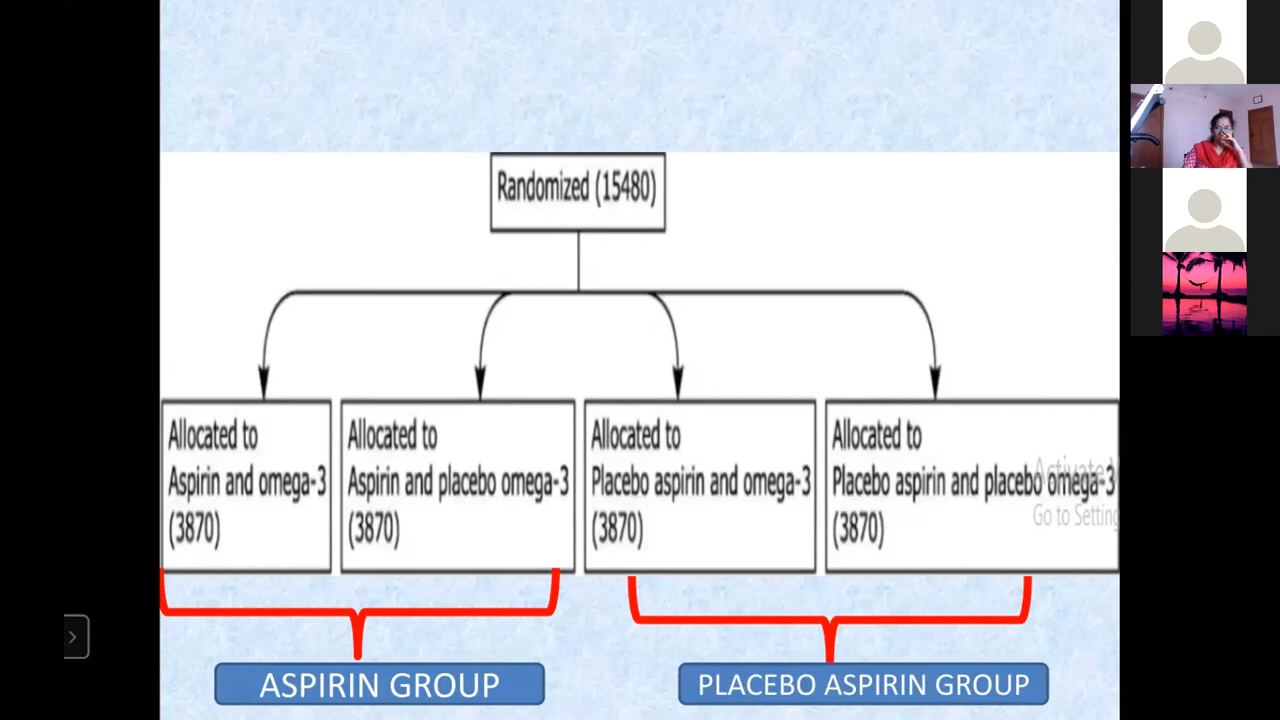 Randomized (15480)
Allocated to
Aspirin and omega-3
(3870)
Allocated to
Aspirin and placebo omega-3
(3870)
Allocated to
Placebo aspirin and omega-3
(3870)
Allocated to
Placebo aspirin and placebo omega-3
(3870)
Activate
Go to Setting
ASPIRIN GROUP
PLACEBO ASPIRIN GROUP